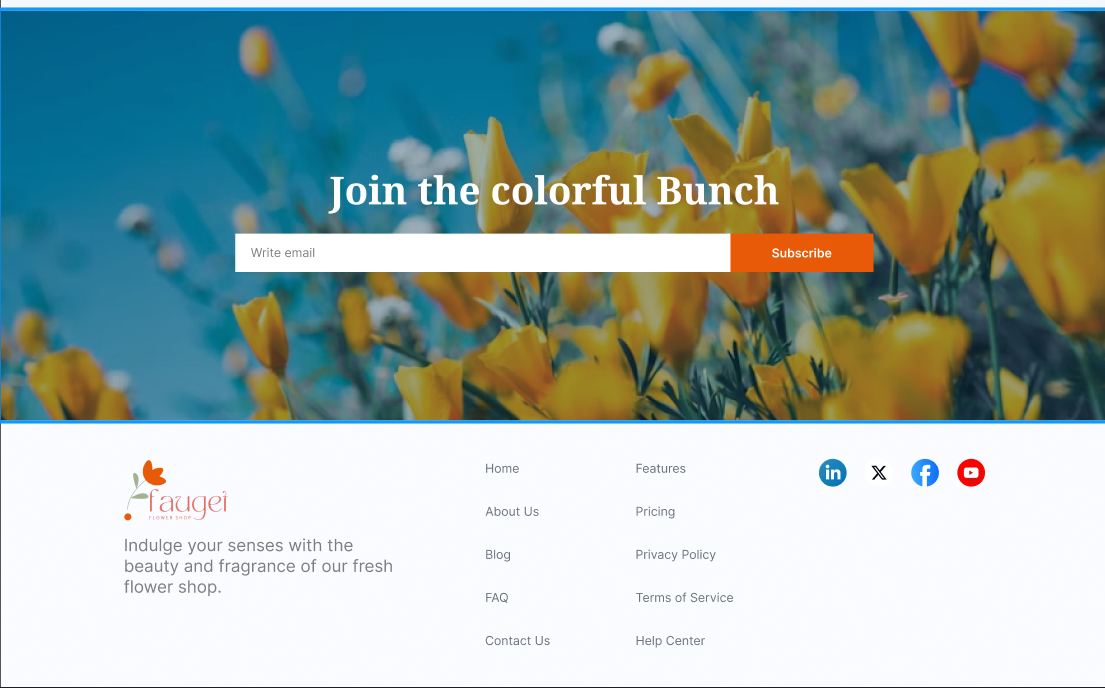 Join the colorful Bunch
Write email
Subscribe
faugei
FLOWER SHOP
Indulge your senses with the
beauty and fragrance of our fresh
flower shop.
Home
About Us
Blog
FAQ
Contact Us
Features
Pricing
Privacy Policy
Terms of Service
Help Center
in
X
f